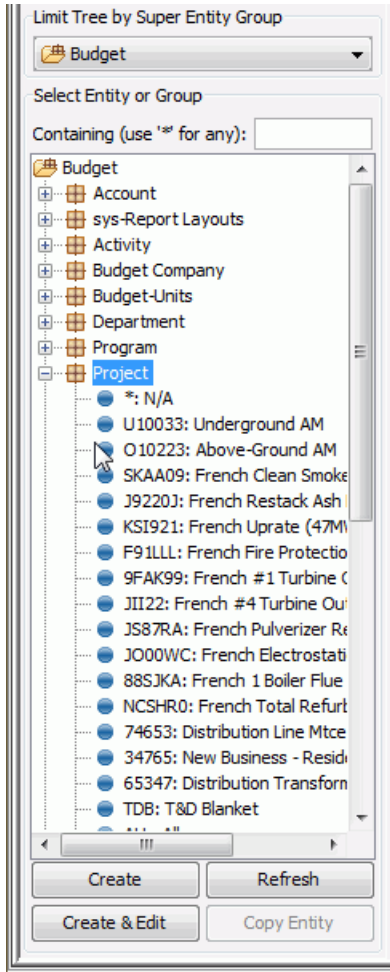 Limit Tree by Super Entity Group
Budget
Select Entity or Group
Containing (use '*' for any):
Budget
Account
sys-Report Layouts
Activity
Budget Company
Budget-Units
Department
Program
Project
*: N/A
U10033: Underground AM
O10223: Above-Ground AM
SKAA09: French Clean Smoke
J9220J: French Restack Ash
KSI921: French Uprate (47M
F91LLL: French Fire Protectio
9FAK99: French #1 Turbine
JII22: French #4 Turbine Ou
JS87RA: French Pulverizer Re
JO00WC: French Electrostati
88SJKA: French 1 Boiler Flue
NCSHR0: French Total Refurb
74653: Distribution Line Mtce
34765: New Business - Reside
65347: Distribution Transform
TDB: T&D Blanket
Create
Refresh
Create & Edit
Copy Entity